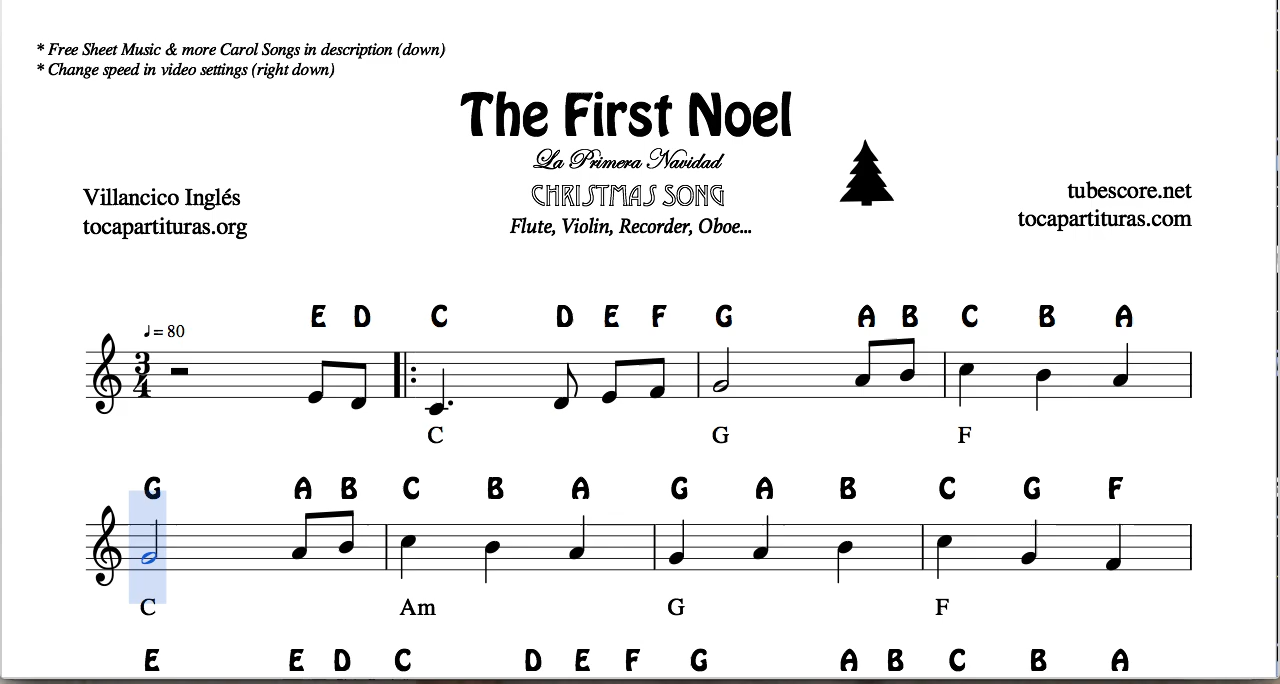 * Free Sheet Music & more Carol Songs in description (down)
* Change speed in video settings (right down)
The First Noel
La Primera Navidad
CHRISTMAS SONG
Flute, Violin, Recorder, Oboe...
Villancico Inglés
tocapartituras.org
tubescore.net
tocapartituras.com
E D C D E F G A B C B A
♩= 80
3
4
C G F
G A B C B A G A B C G F
C Am G F
E E D C D E F G A B C B A